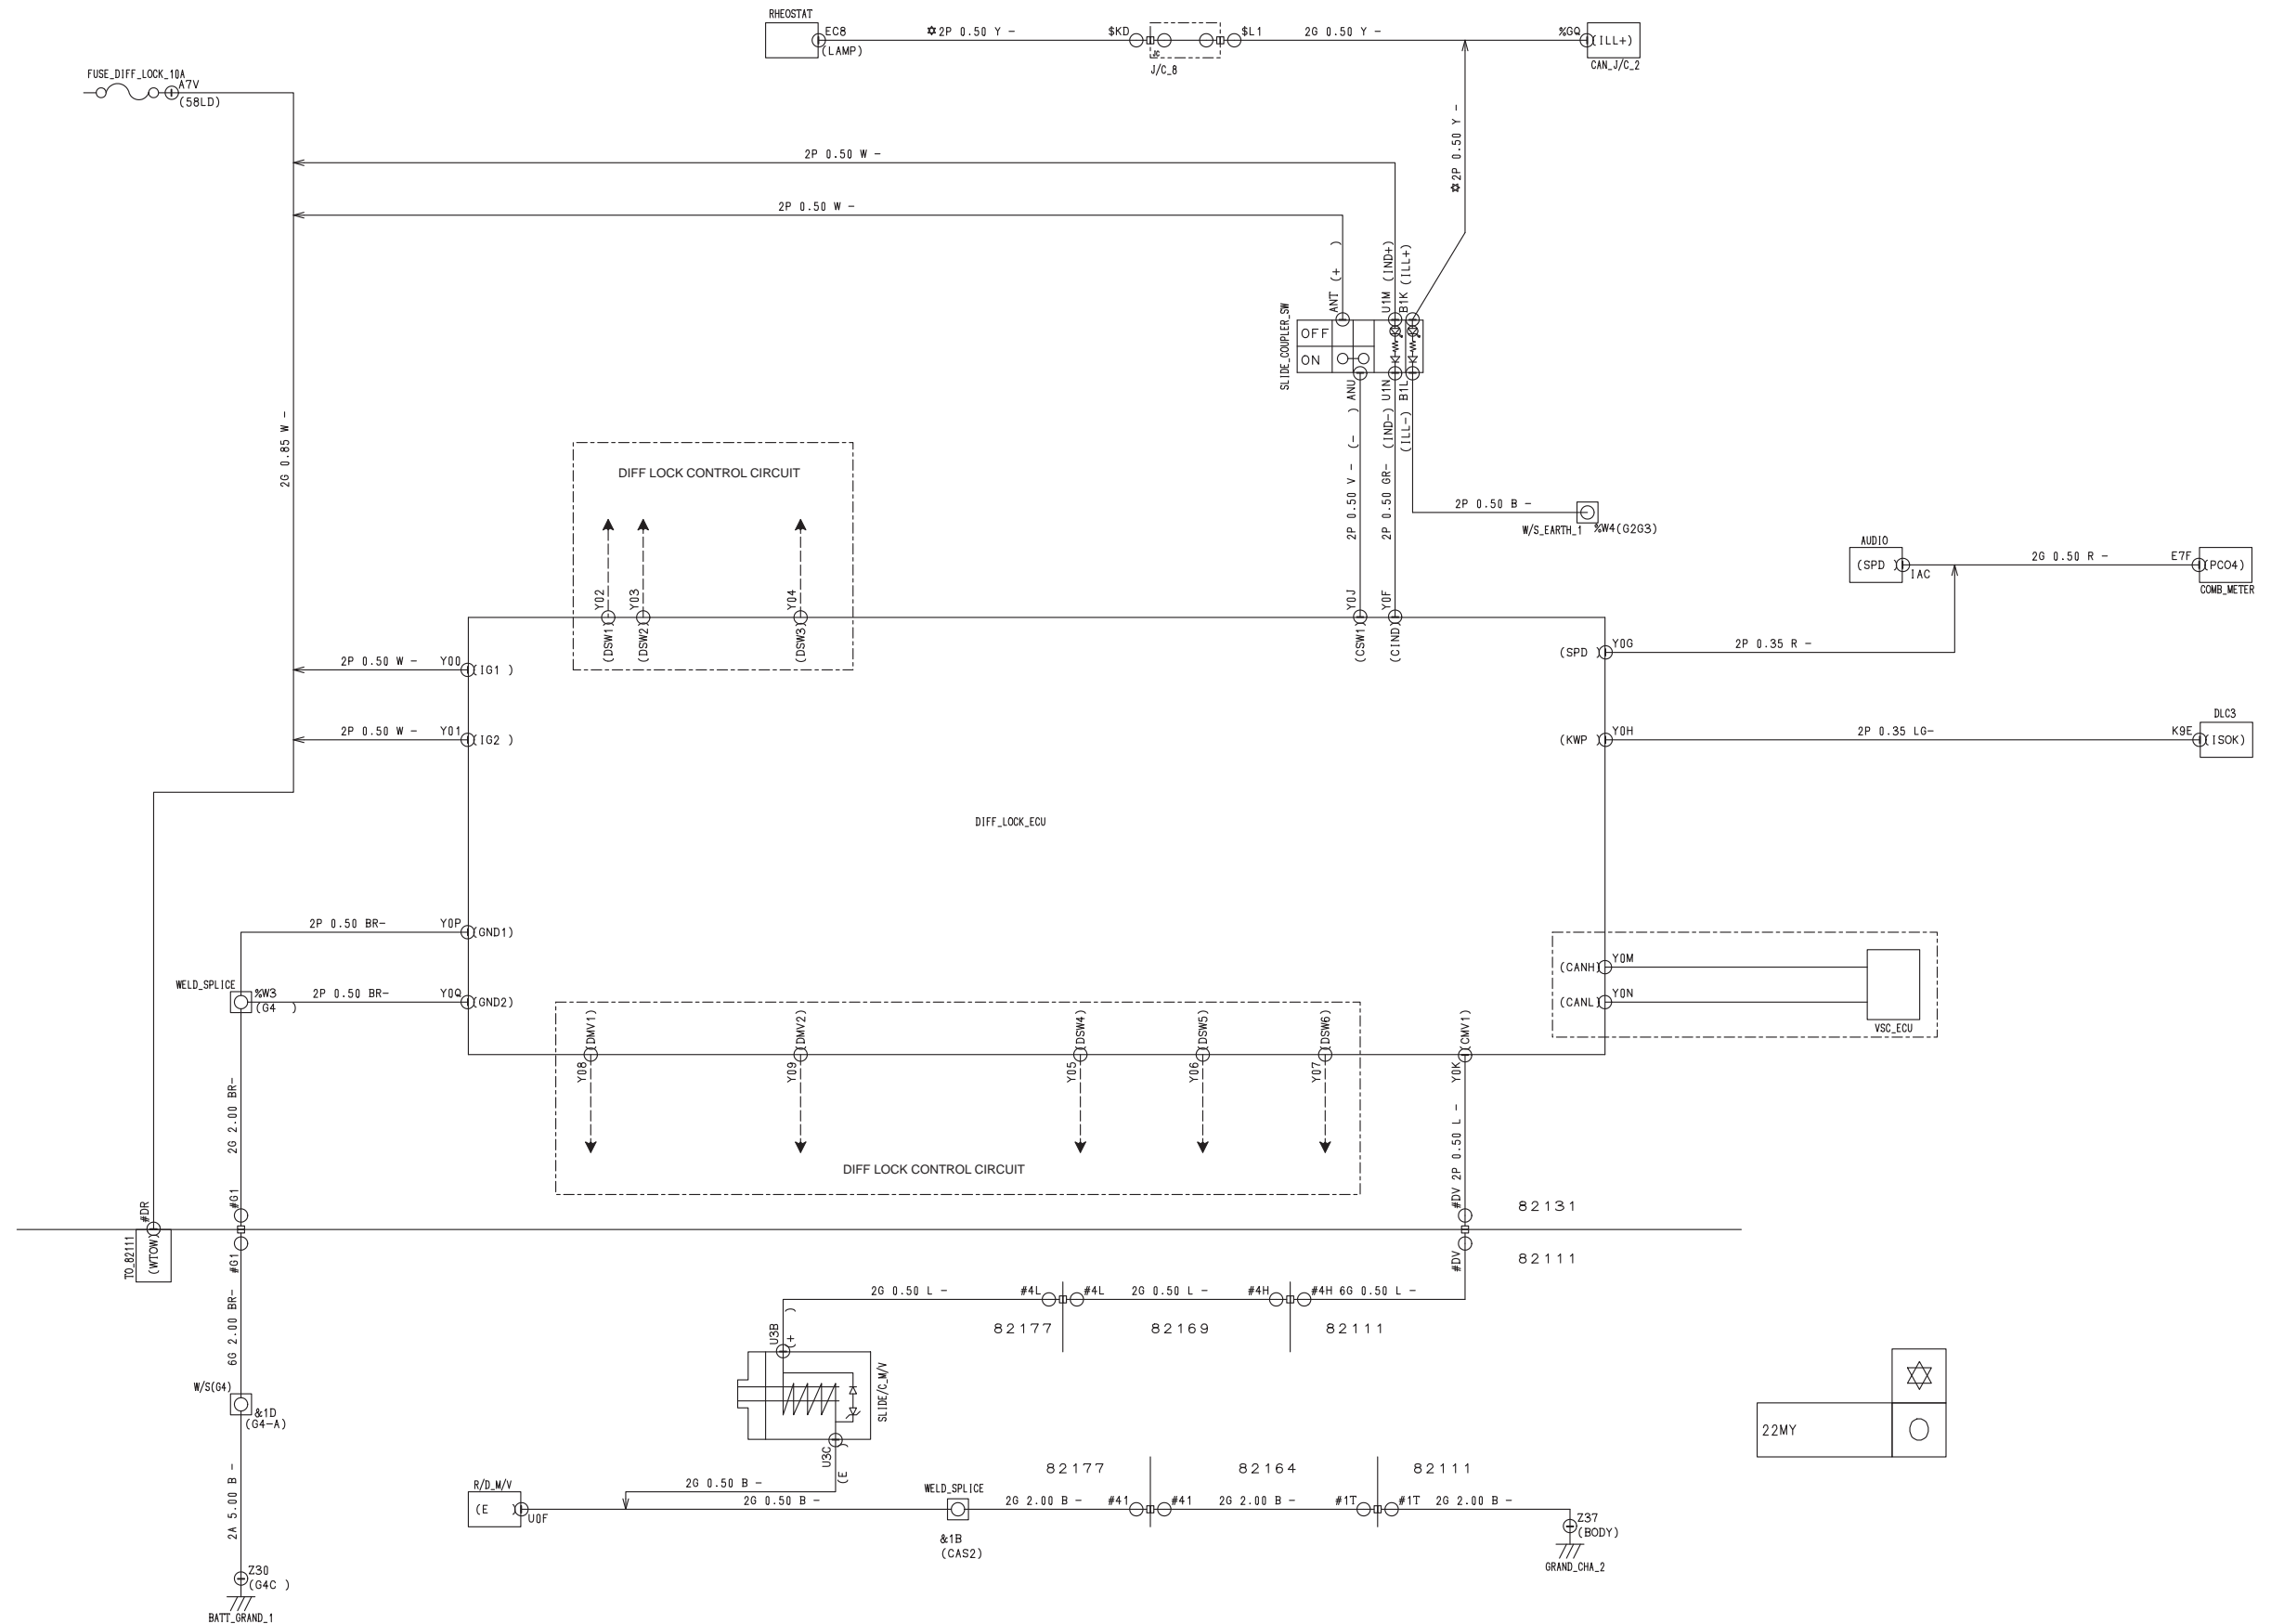 RHEOSTAT
EC8
(LAMP)
✡2P 0.50 Y -
$KD
JC
J/C_8
$L1
2G 0.50 Y -
%GQ
(ILL+)
CAN_J/C_2
FUSE_DIFF_LOCK_10A
A7V
(58LD)
✡2P 0.50 Y -
2P 0.50 W -
2P 0.50 W -
2G 0.85 W -
SLIDE_COUPLER_SW
ANT (+ )
U1M (IND+)
B1K (ILL+)
OFF
ON
(- ) ANU
(IND-) U1N
(ILL-) B1L
2P 0.50 V -
2P 0.50 GR-
2P 0.50 B -
W/S_EARTH_1
%W4(G2G3)
DIFF LOCK CONTROL CIRCUIT
Y02
Y03
Y04
Y0J
Y0F
(DSW1)
(DSW2)
(DSW3)
(CSW1)
(CIND)
AUDIO
(SPD )
IAC
2G 0.50 R -
E7F
(PCO4)
COMB_METER
2P 0.50 W -
Y00
(IG1 )
(SPD )
Y0G
2P 0.35 R -
2P 0.50 W -
Y01
(IG2 )
(KWP )
Y0H
2P 0.35 LG-
K9E
DLC3
(ISOK)
DIFF_LOCK_ECU
2P 0.50 BR-
Y0P
(GND1)
WELD_SPLICE
%W3
(G4 )
2P 0.50 BR-
Y0Q
(GND2)
(CANH)
Y0M
(CANL)
Y0N
VSC_ECU
(DMV1)
(DMV2)
(DSW4)
(DSW5)
(DSW6)
(CMV1)
Y08
Y09
Y05
Y06
Y07
Y0K
2G 2.00 BR-
DIFF LOCK CONTROL CIRCUIT
#DV 2P 0.50 L -
#DR
#G1
82131
TO_82111
(WTOW)
#G1
#DV
82111
6G 2.00 BR-
2G 0.50 L -
#4L
#4L
2G 0.50 L -
#4H
#4H 6G 0.50 L -
82177
82169
82111
U3B
(+ )
SLIDE/C_M/V
U3C
(E )
W/S(G4)
&1D
(G4-A)
22MY
2A 5.00 B -
R/D_M/V
(E )
U0F
2G 0.50 B -
2G 0.50 B -
WELD_SPLICE
&1B
(CAS2)
82177
82164
82111
2G 2.00 B -
#41
#41
2G 2.00 B -
#1T
#1T
2G 2.00 B -
Z37
(BODY)
GRAND_CHA_2
Z30
(G4C )
BATT_GRAND_1